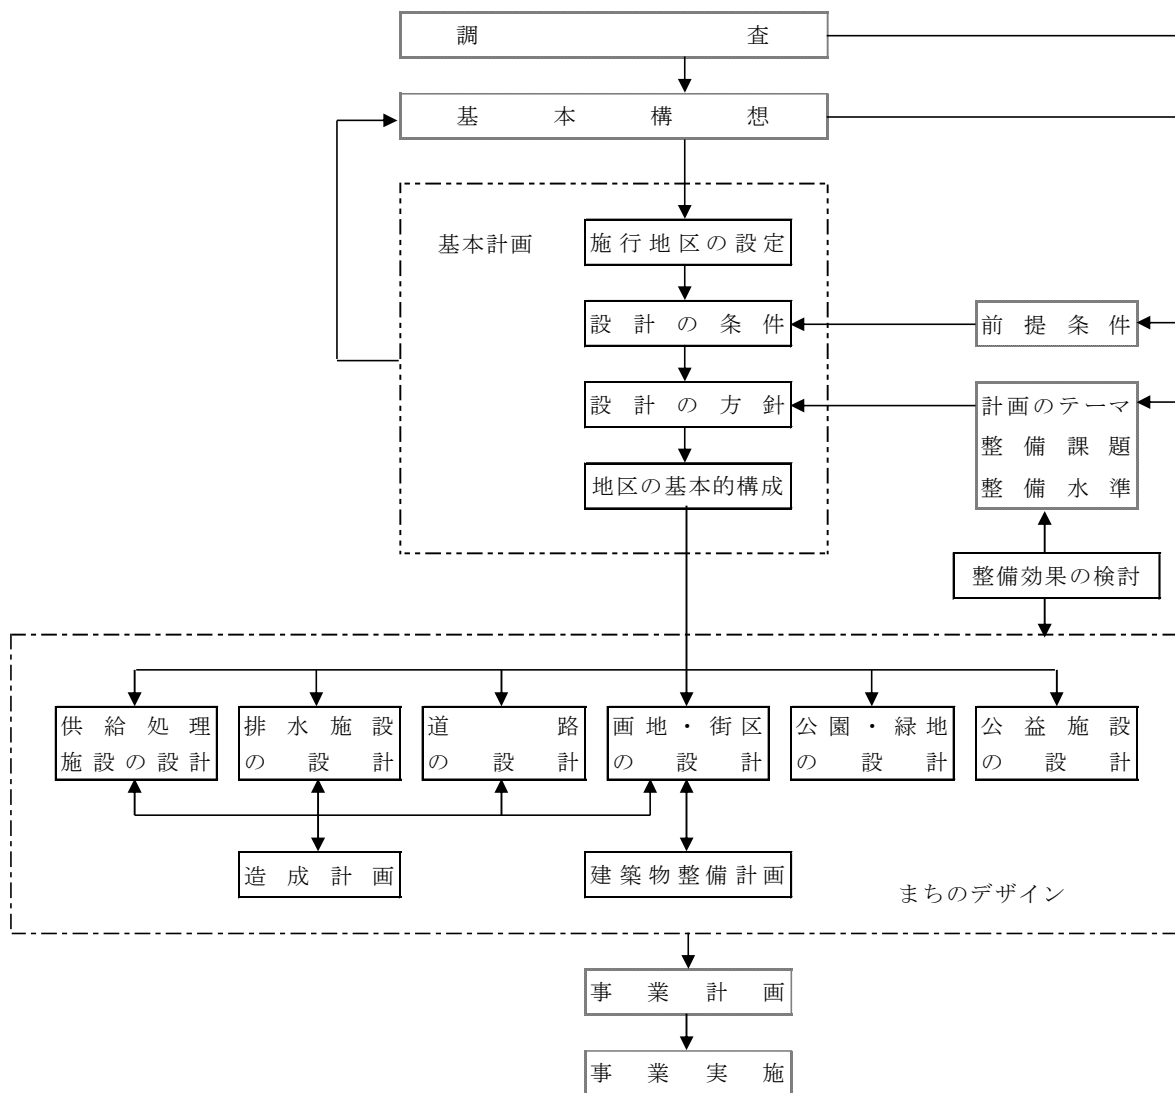 調査
基本構想
基本計画
施行地区の設定
設計の条件
前提条件
設計の方針
計画のテーマ
整備課題
整備水準
地区の基本的構成
整備効果の検討
供給処理
施設の設計
排水施設
の設計
道路
の設計
画地・街区
の設計
公園・緑地
の設計
公益施設
の設計
造成計画
建築物整備計画
まちのデザイン
事業計画
事業実施